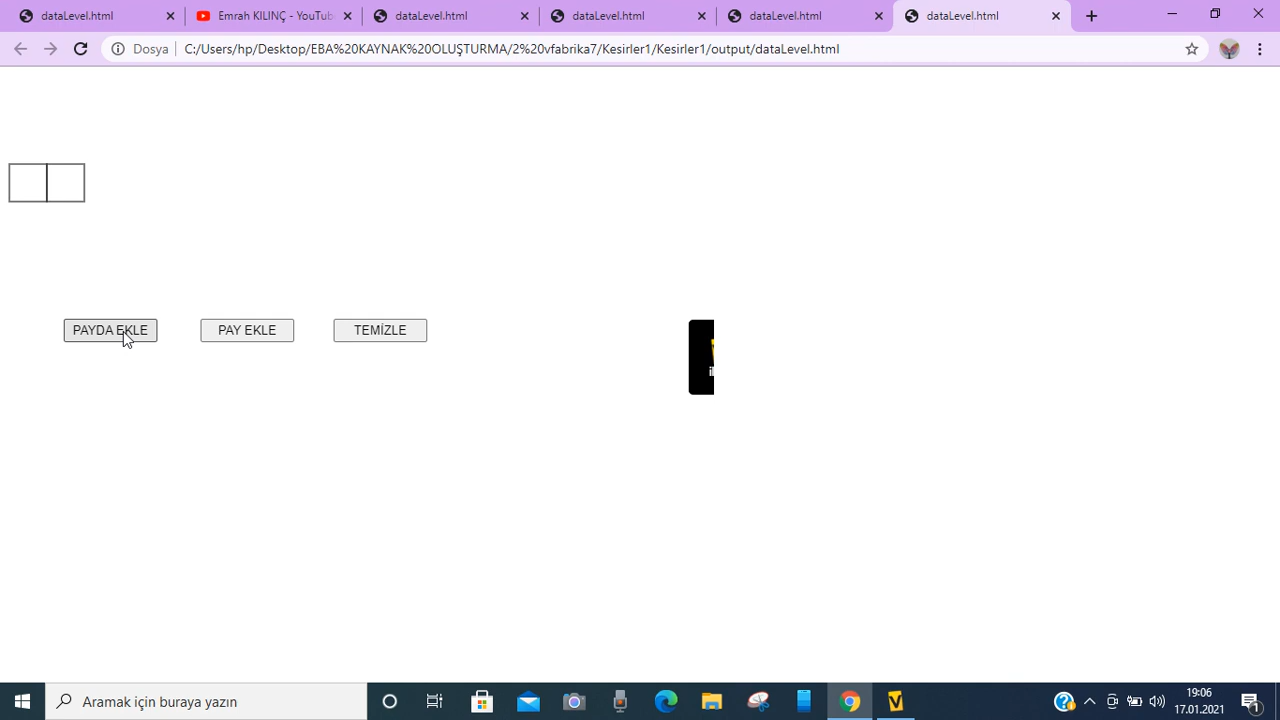 dataLevel.html
Emrah KILINÇ - YouTub
dataLevel.html
dataLevel.html
dataLevel.html
dataLevel.html
Dosya
C:/Users/hp/Desktop/EBA%20KAYNAK%20OLUŞTURMA/2%20vfabrika7/Kesirler1/Kesirler1/output/dataLevel.html
PAYDA EKLE
PAY EKLE
TEMİZLE
Aramak için buraya yazın
19:06
17.01.2021
1